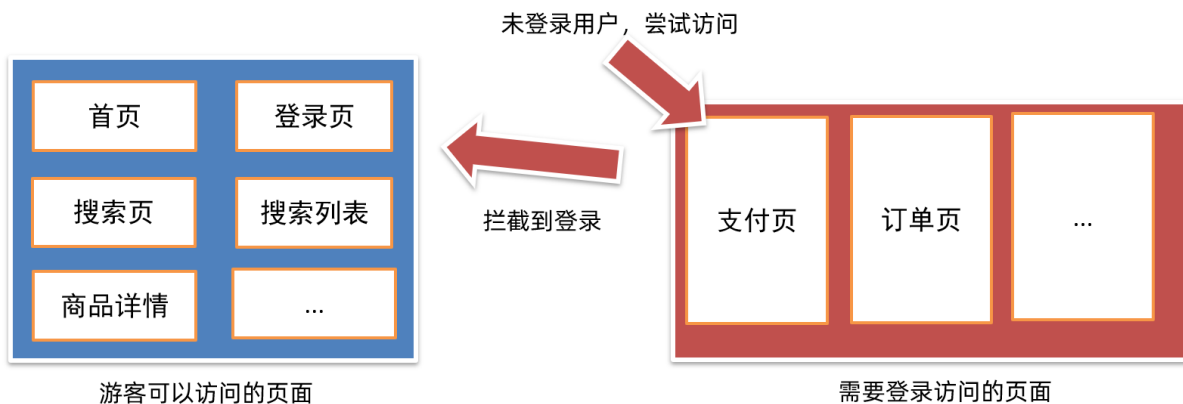 未登录用户，尝试访问
首页
登录页
搜索页
搜索列表
商品详情
...
拦截到登录
支付页
订单页
...
游客可以访问的页面
需要登录访问的页面